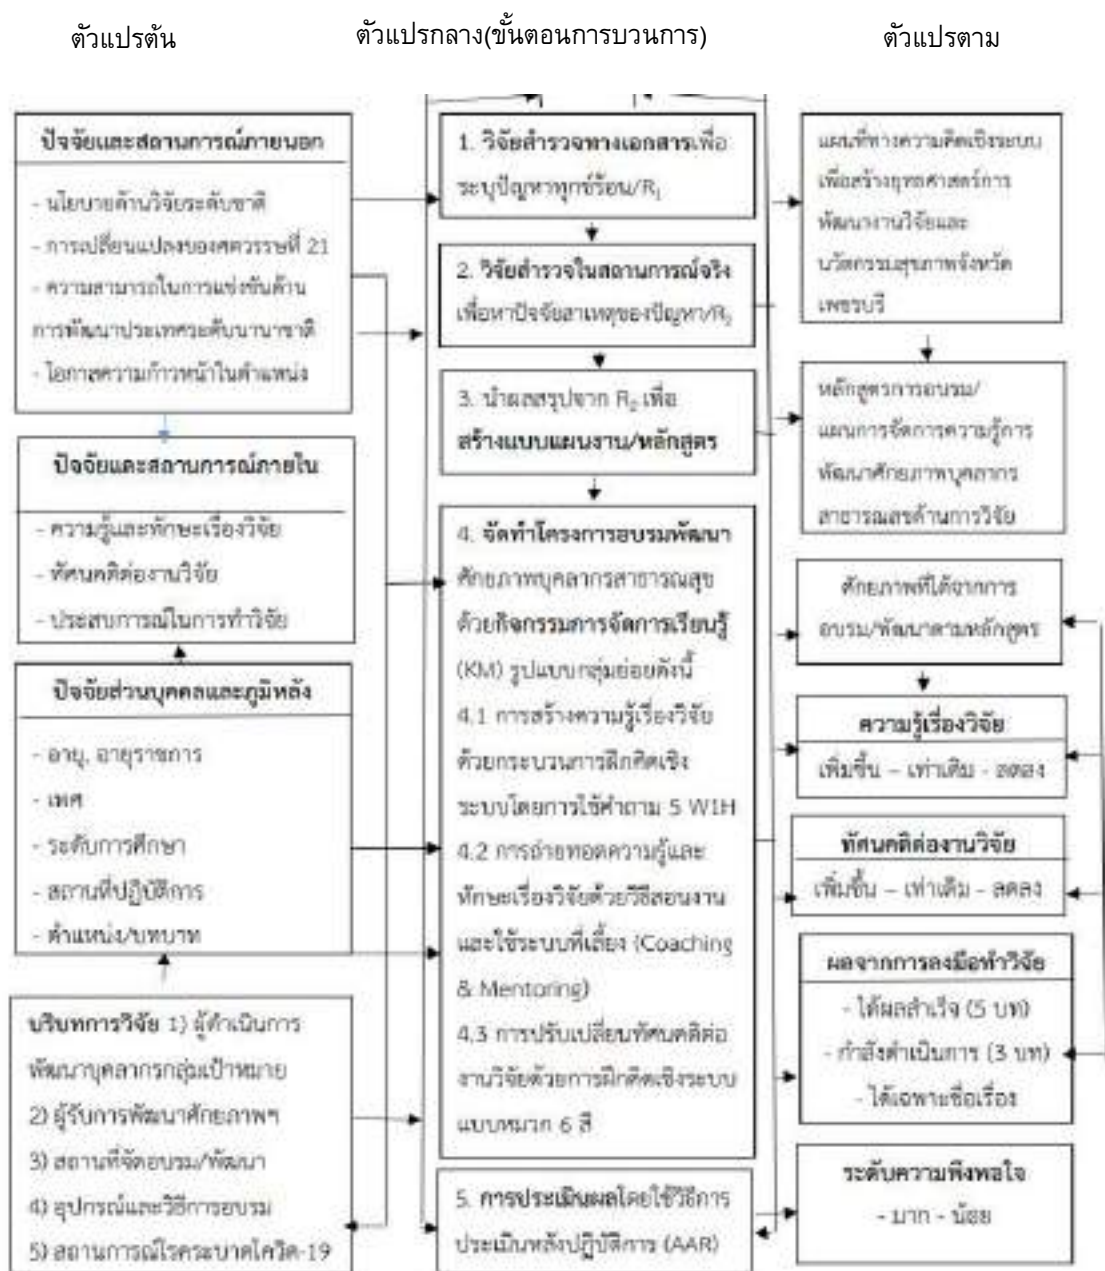 ตัวแปรต้น
ตัวแปรกลาง(ขั้นตอนการบวนการ)
ตัวแปรตาม
ปัจจัยและสถานการณ์ภายนอก
- นโยบายด้านวิจัยระดับชาติ
- การเปลี่ยนแปลงของศตวรรษที่ 21
- ความสามารถในการแข่งขันด้าน
การพัฒนาประเทศระดับนานาชาติ
- โอกาสความก้าวหน้าในตำแหน่ง
ปัจจัยและสถานการณ์ภายใน
- ความรู้และทักษะเรื่องวิจัย
- ทัศนคติต่องานวิจัย
- ประสบการณ์ในการทำวิจัย
ปัจจัยส่วนบุคคลและภูมิหลัง
- อายุ, อายุราชการ
- เพศ
- ระดับการศึกษา
- สถานที่ปฏิบัติการ
- ตำแหน่ง/บทบาท
บริบทการวิจัย 1) ผู้ดำเนินการ
พัฒนาบุคลากรกลุ่มเป้าหมาย
2) ผู้รับการพัฒนาศักยภาพฯ
3) สถานที่จัดอบรม/พัฒนา
4) อุปกรณ์และวิธีการอบรม
5) สถานการณ์โรคระบาดโควิด-19
1. วิจัยสำรวจทางเอกสารเพื่อ
ระบุปัญหาทุกข์ร้อน/R₁
2. วิจัยสำรวจในสถานการณ์จริง
เพื่อหาปัจจัยสาเหตุของปัญหา/R₂
3. นำผลสรุปจาก R₂ เพื่อ
สร้างแบบแผนงาน/หลักสูตร
4. จัดทำโครงการอบรมพัฒนา
ศักยภาพบุคลากรสาธารณสุข
ด้วยกิจกรรมการจัดการเรียนรู้
(KM) รูปแบบกลุ่มย่อยดังนี้
4.1 การสร้างความรู้เรื่องวิจัย
ด้วยกระบวนการฝึกคิดเชิง
ระบบโดยการใช้คำถาม 5 W1H
4.2 การถ่ายทอดความรู้และ
ทักษะเรื่องวิจัยด้วยวิธีสอนงาน
และใช้ระบบพี่เลี้ยง (Coaching
& Mentoring)
4.3 การปรับเปลี่ยนทัศนคติต่อ
งานวิจัยด้วยการฝึกคิดเชิงระบบ
แบบหมวก 6 สี
5. การประเมินผลโดยใช้วิธีการ
ประเมินหลังปฏิบัติการ (AAR)
แผนที่ทางความคิดเชิงระบบ
เพื่อสร้างยุทธศาสตร์การ
พัฒนางานวิจัยและ
นวัตกรรมสุขภาพจังหวัด
เพชรบุรี
หลักสูตรการอบรม/
แผนการจัดการความรู้การ
พัฒนาศักยภาพบุคลากร
สาธารณสุขด้านการวิจัย
ศักยภาพที่ได้จากการ
อบรม/พัฒนาตามหลักสูตร
ความรู้เรื่องวิจัย
เพิ่มขึ้น – เท่าเดิม - ลดลง
ทัศนคติต่องานวิจัย
เพิ่มขึ้น – เท่าเดิม - ลดลง
ผลจากการลงมือทำวิจัย
- ได้ผลสำเร็จ (5 บท)
- กำลังดำเนินการ (3 บท)
- ได้เฉพาะชื่อเรื่อง
ระดับความพึงพอใจ
- มาก - น้อย